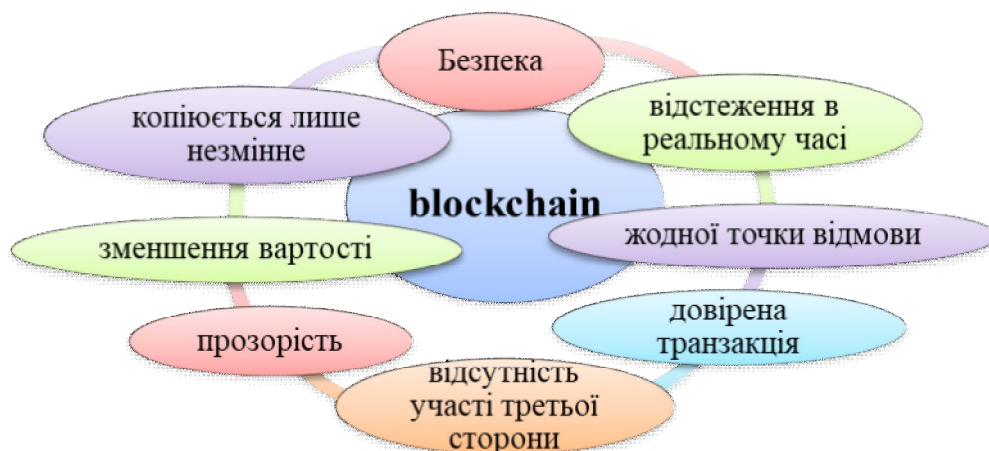 Безпека
відстеження в
реальному часі
жодної точки відмови
довірена
транзакція
відсутність
участі третьої
сторони
прозорість
зменшення вартості
копіюється лише
незмінне
blockchain